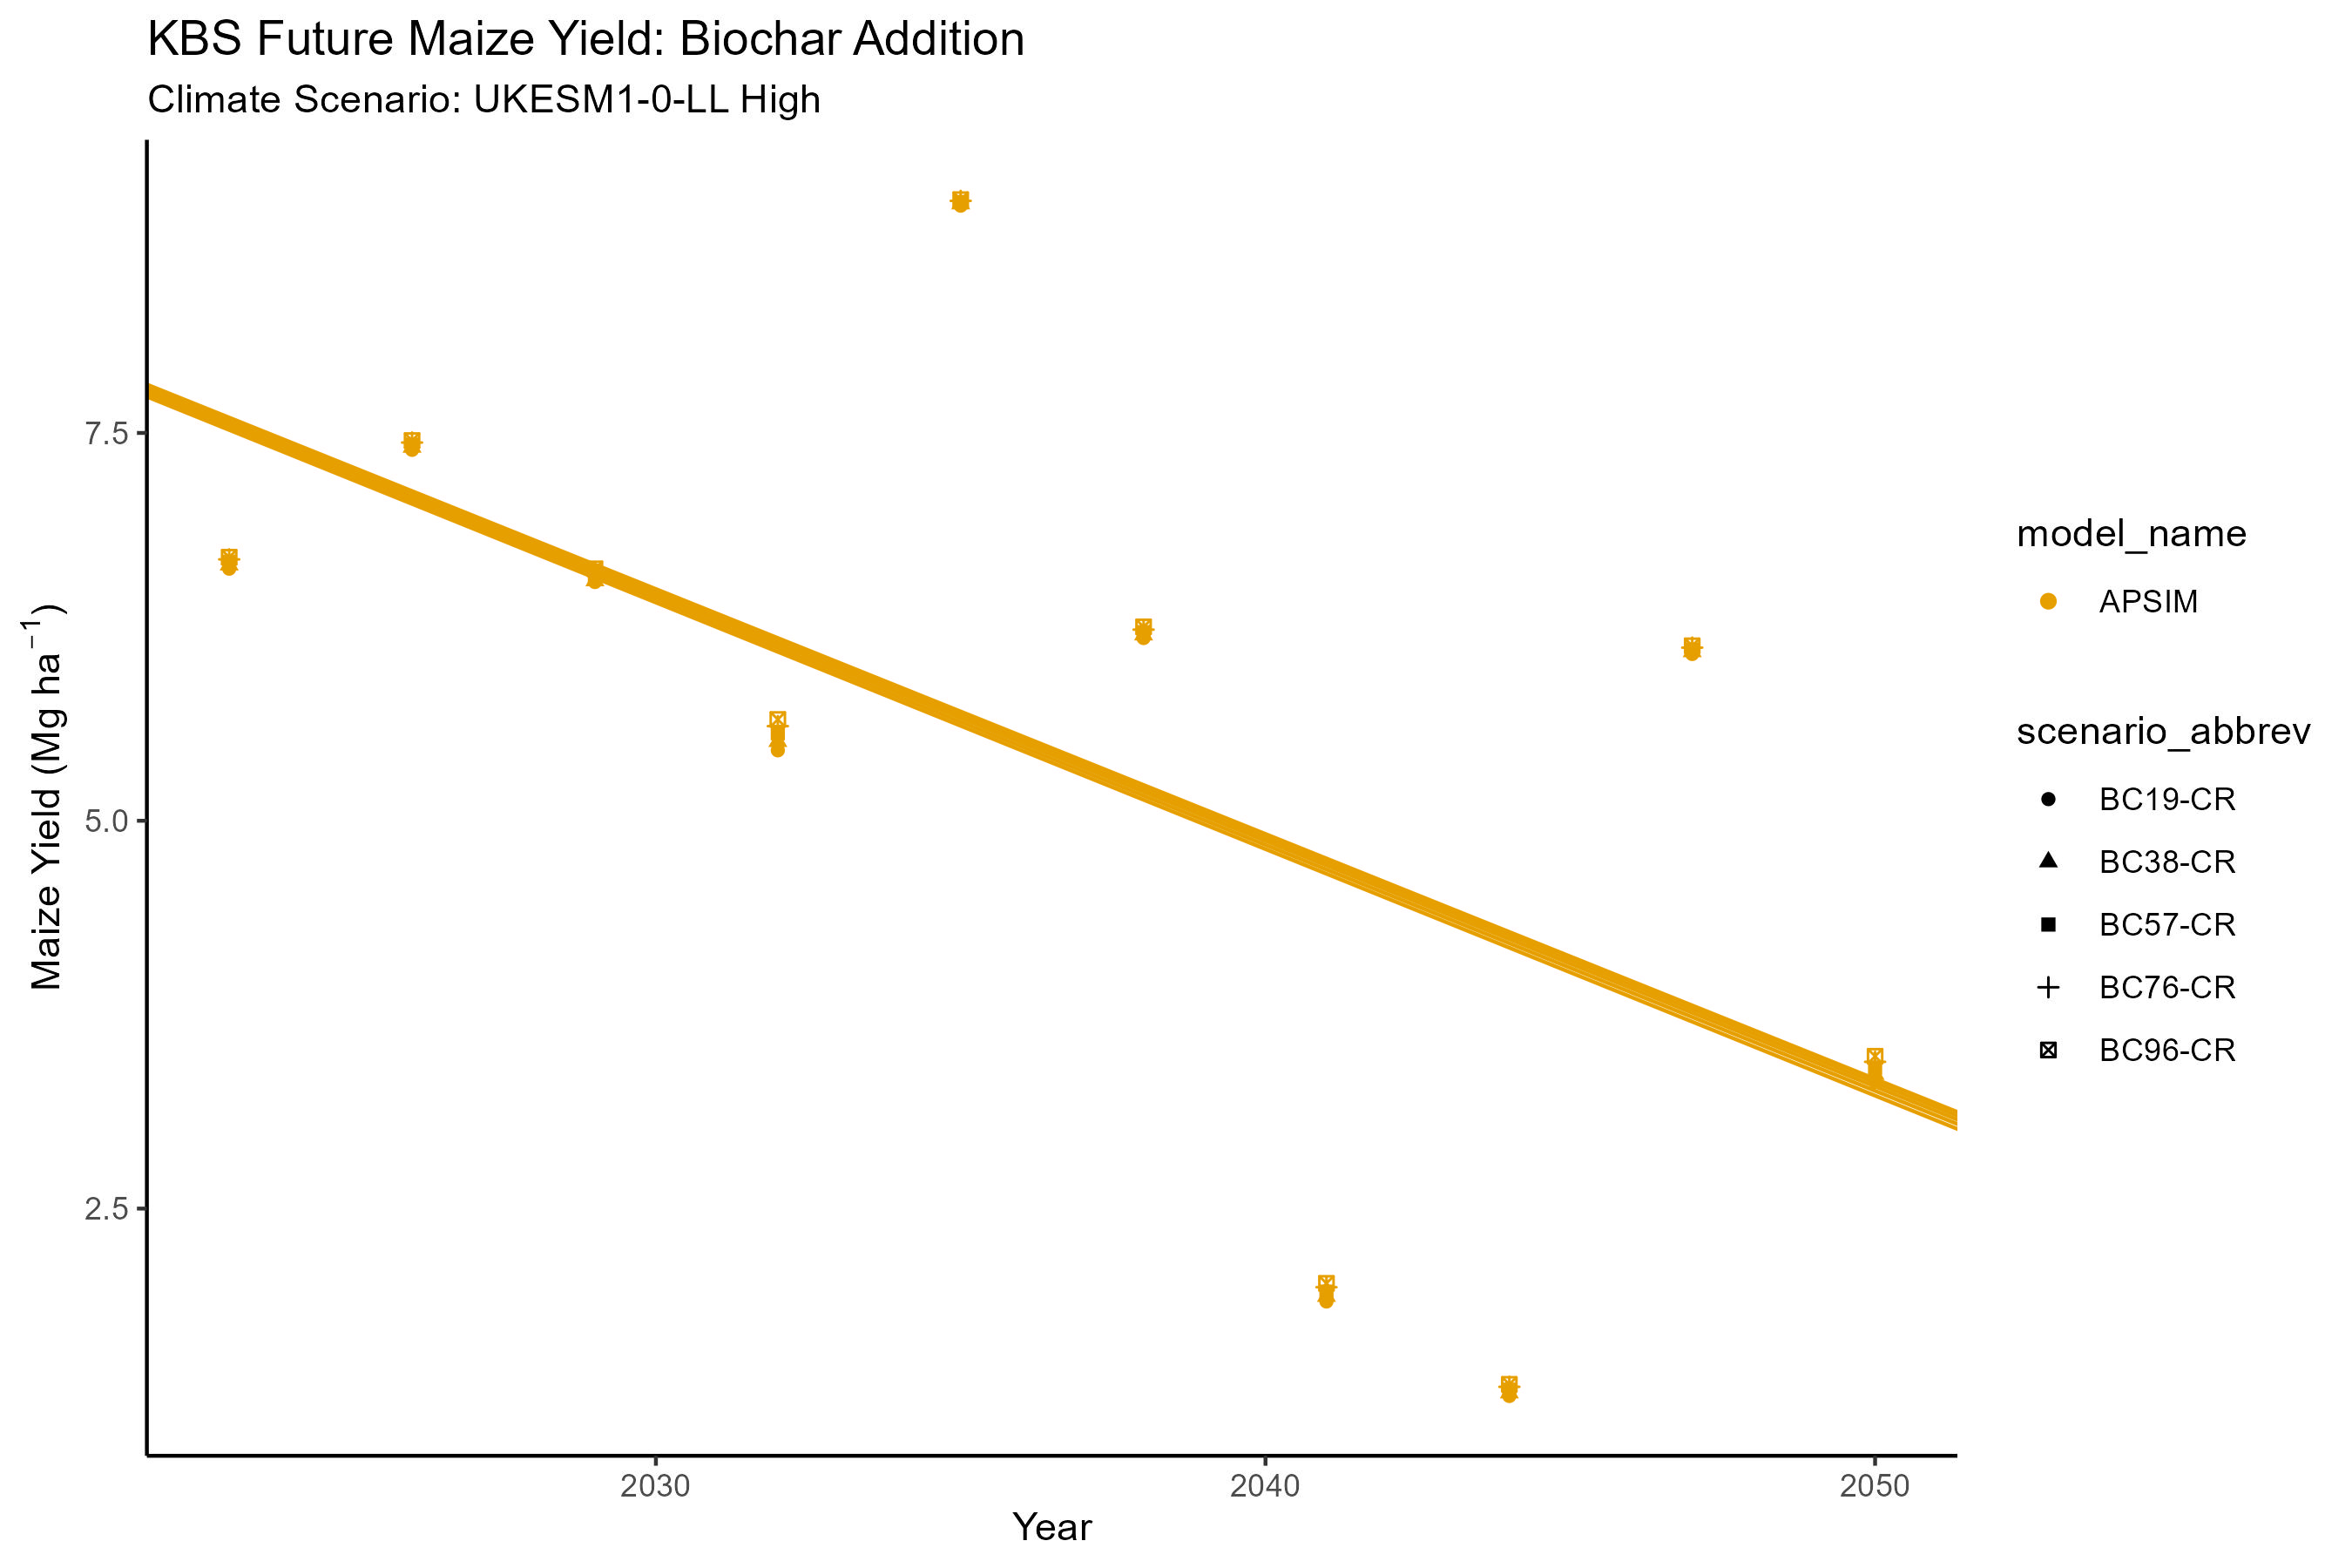 KBS Future Maize Yield: Biochar Addition
Climate Scenario: UKESM1-0-LL High
Maize Yield (Mg ha⁻¹)
7.5
5.0
2.5
2030
2040
2050
Year
model_name
APSIM
scenario_abbrev
BC19-CR
BC38-CR
BC57-CR
BC76-CR
BC96-CR